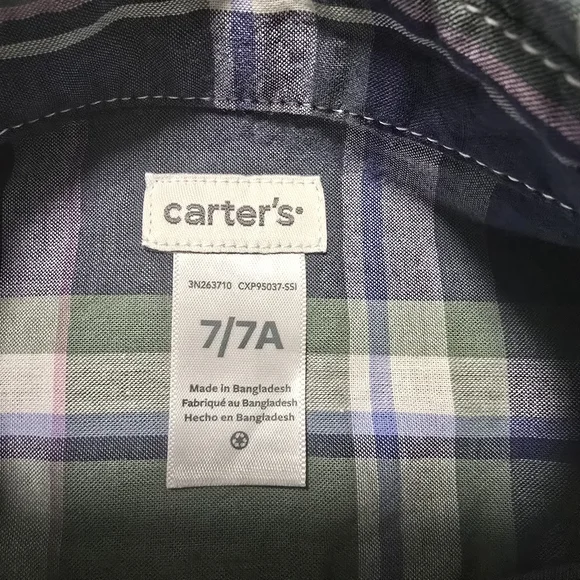 carter's
3N263710 CXP95037-SSI
7/7A
Made in Bangladesh
Fabriqué au Bangladesh
Hecho en Bangladesh